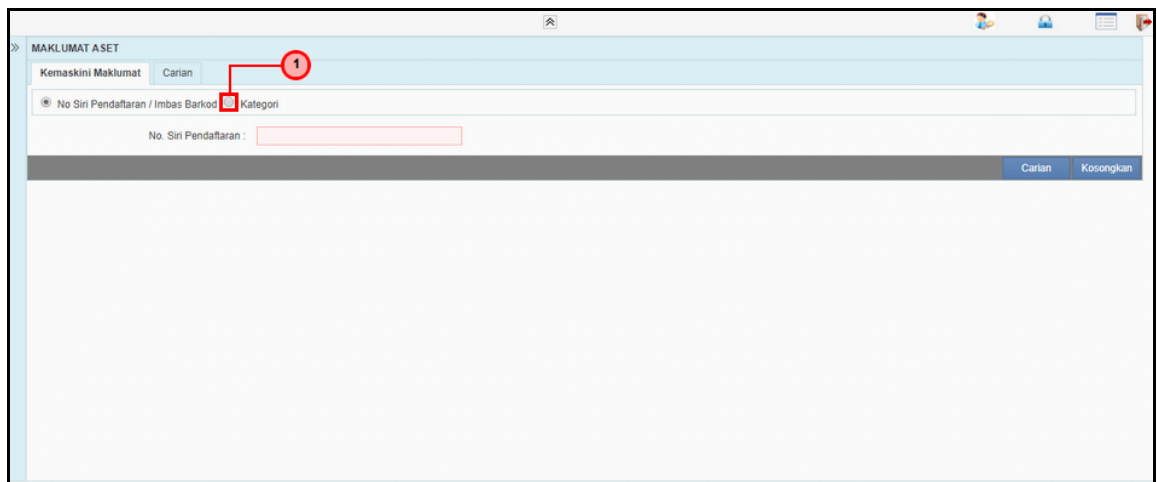 MAKLUMAT ASET
1
Kemaskini Maklumat Carian
No Siri Pendaftaran / Imbas Barkod Kategori
No. Siri Pendaftaran :
Carian Kosongkan